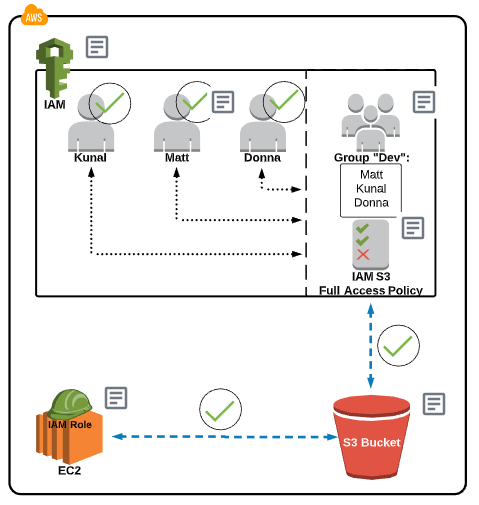 AWS
IAM
Kunal
Matt
Donna
Group "Dev":
Matt
Kunal
Donna
IAM S3
Full Access Policy
IAM Role
EC2
S3 Bucket